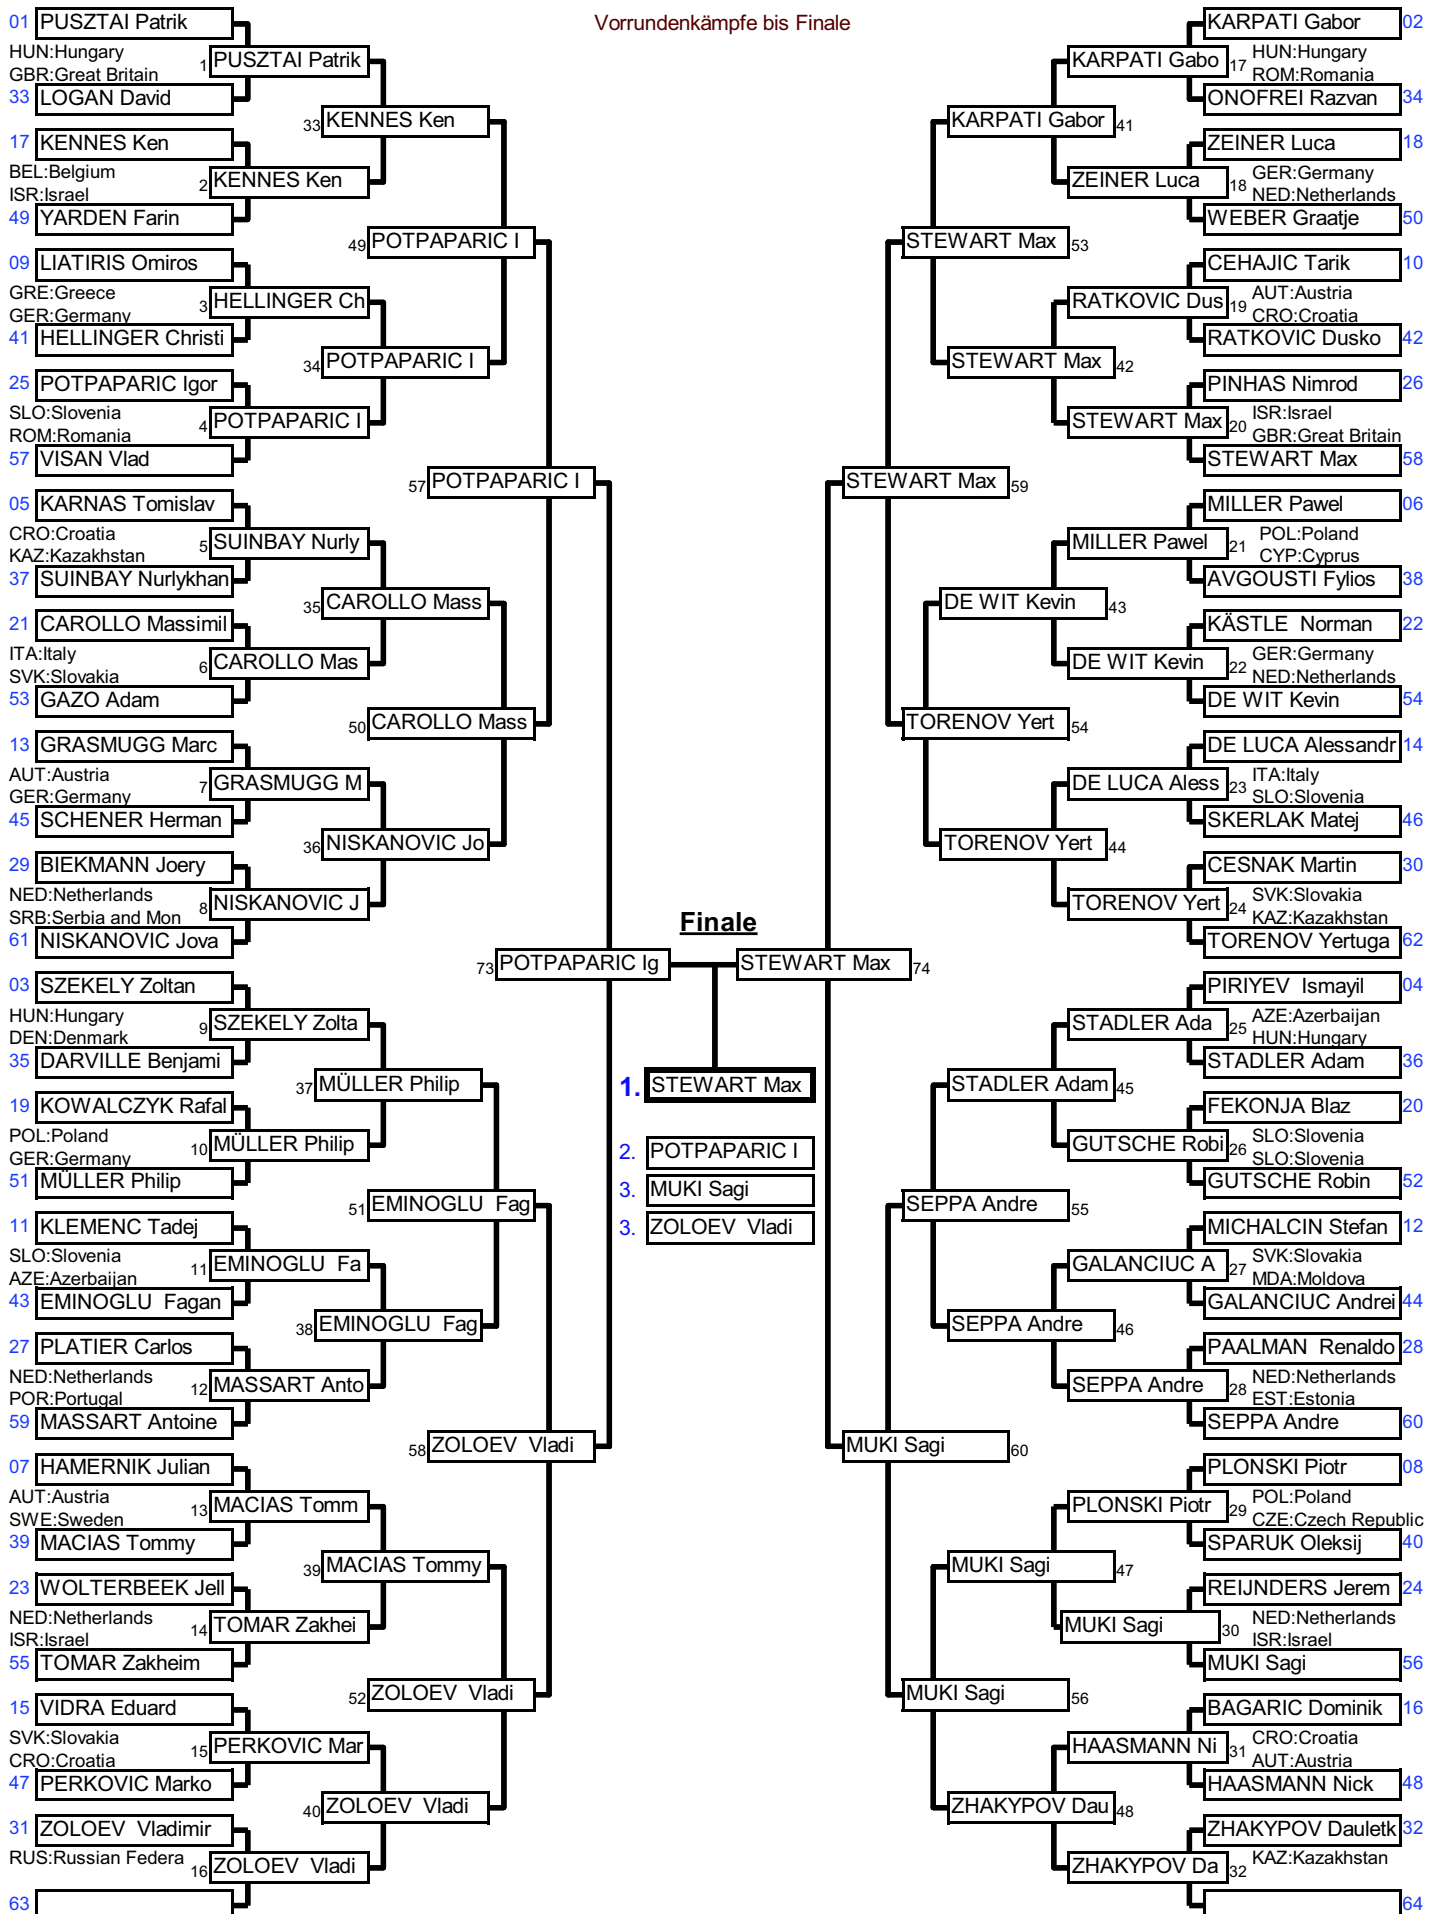 Vorrundenkämpfe bis Finale
01 PUSZTAI Patrik
HUN:Hungary
GBR:Great Britain
1 PUSZTAI Patrik
33 LOGAN David
33 KENNES Ken
17 KENNES Ken
BEL:Belgium
ISR:Israel
2 KENNES Ken
49 YARDEN Farin
49 POTPAPARIC I
09 LIATIRIS Omiros
GRE:Greece
GER:Germany
3 HELLINGER Ch
41 HELLINGER Christi
34 POTPAPARIC I
25 POTPAPARIC Igor
SLO:Slovenia
ROM:Romania
4 POTPAPARIC I
57 VISAN Vlad
57 POTPAPARIC I
05 KARNAS Tomislav
CRO:Croatia
KAZ:Kazakhstan
5 SUINBAY Nurly
37 SUINBAY Nurlykhan
35 CAROLLO Mass
21 CAROLLO Massimil
ITA:Italy
SVK:Slovakia
6 CAROLLO Mas
53 GAZO Adam
50 CAROLLO Mass
13 GRASMUGG Marc
AUT:Austria
GER:Germany
7 GRASMUGG M
45 SCHENER Herman
36 NISKANOVIC Jo
29 BIEKMANN Joery
NED:Netherlands
SRB:Serbia and Mon
8 NISKANOVIC J
61 NISKANOVIC Jova
73 POTPAPARIC Ig
03 SZEKELY Zoltan
HUN:Hungary
DEN:Denmark
9 SZEKELY Zolta
35 DARVILLE Benjami
37 MÜLLER Philip
19 KOWALCZYK Rafal
POL:Poland
GER:Germany
10 MÜLLER Philip
51 MÜLLER Philip
51 EMINOGLU Fag
11 KLEMENC Tadej
SLO:Slovenia
AZE:Azerbaijan
11 EMINOGLU Fa
43 EMINOGLU Fagan
38 EMINOGLU Fag
27 PLATIER Carlos
NED:Netherlands
POR:Portugal
12 MASSART Anto
59 MASSART Antoine
58 ZOLOEV Vladi
07 HAMERNIK Julian
AUT:Austria
SWE:Sweden
13 MACIAS Tomm
39 MACIAS Tommy
39 MACIAS Tommy
23 WOLTERBEEK Jell
NED:Netherlands
ISR:Israel
14 TOMAR Zakhei
55 TOMAR Zakheim
52 ZOLOEV Vladi
15 VIDRA Eduard
SVK:Slovakia
CRO:Croatia
15 PERKOVIC Mar
47 PERKOVIC Marko
40 ZOLOEV Vladi
31 ZOLOEV Vladimir
RUS:Russian Federa
16 ZOLOEV Vladi
63
Finale
1. STEWART Max
2. POTPAPARIC I
3. MUKI Sagi
3. ZOLOEV Vladi
KARPATI Gabor 02
KARPATI Gabo 17
HUN:Hungary
ROM:Romania
ONOFREI Razvan 34
KARPATI Gabor 41
ZEINER Luca 18
ZEINER Luca 18
GER:Germany
NED:Netherlands
WEBER Graatje 50
STEWART Max 53
CEHAJIC Tarik 10
RATKOVIC Dus 19
AUT:Austria
CRO:Croatia
RATKOVIC Dusko 42
STEWART Max 42
PINHAS Nimrod 26
STEWART Max 20
ISR:Israel
GBR:Great Britain
STEWART Max 58
STEWART Max 59
MILLER Pawel 06
MILLER Pawel 21
POL:Poland
CYP:Cyprus
AVGOUSTI Fylios 38
DE WIT Kevin 43
KÄSTLE Norman 22
DE WIT Kevin 22
GER:Germany
NED:Netherlands
DE WIT Kevin 54
TORENOV Yert 54
DE LUCA Alessandr 14
DE LUCA Aless 23
ITA:Italy
SLO:Slovenia
SKERLAK Matej 46
TORENOV Yert 44
CESNAK Martin 30
TORENOV Yert 24
SVK:Slovakia
KAZ:Kazakhstan
TORENOV Yertuga 62
STEWART Max 74
PIRIYEV Ismayil 04
STADLER Ada 25
AZE:Azerbaijan
HUN:Hungary
STADLER Adam 36
STADLER Adam 45
FEKONJA Blaz 20
GUTSCHE Robi 26
SLO:Slovenia
SLO:Slovenia
GUTSCHE Robin 52
SEPPA Andre 55
MICHALCIN Stefan 12
GALANCIUC A 27
SVK:Slovakia
MDA:Moldova
GALANCIUC Andrei 44
SEPPA Andre 46
PAALMAN Renaldo 28
SEPPA Andre 28
NED:Netherlands
EST:Estonia
SEPPA Andre 60
MUKI Sagi 60
PLONSKI Piotr 08
PLONSKI Piotr 29
POL:Poland
CZE:Czech Republic
SPARUK Oleksij 40
MUKI Sagi 47
REIJNDERS Jerem 24
MUKI Sagi 30
NED:Netherlands
ISR:Israel
MUKI Sagi 56
MUKI Sagi 56
BAGARIC Dominik 16
HAASMANN Ni 31
CRO:Croatia
AUT:Austria
HAASMANN Nick 48
ZHAKYPOV Dau 48
ZHAKYPOV Dauletk 32
ZHAKYPOV Da 32
KAZ:Kazakhstan
64